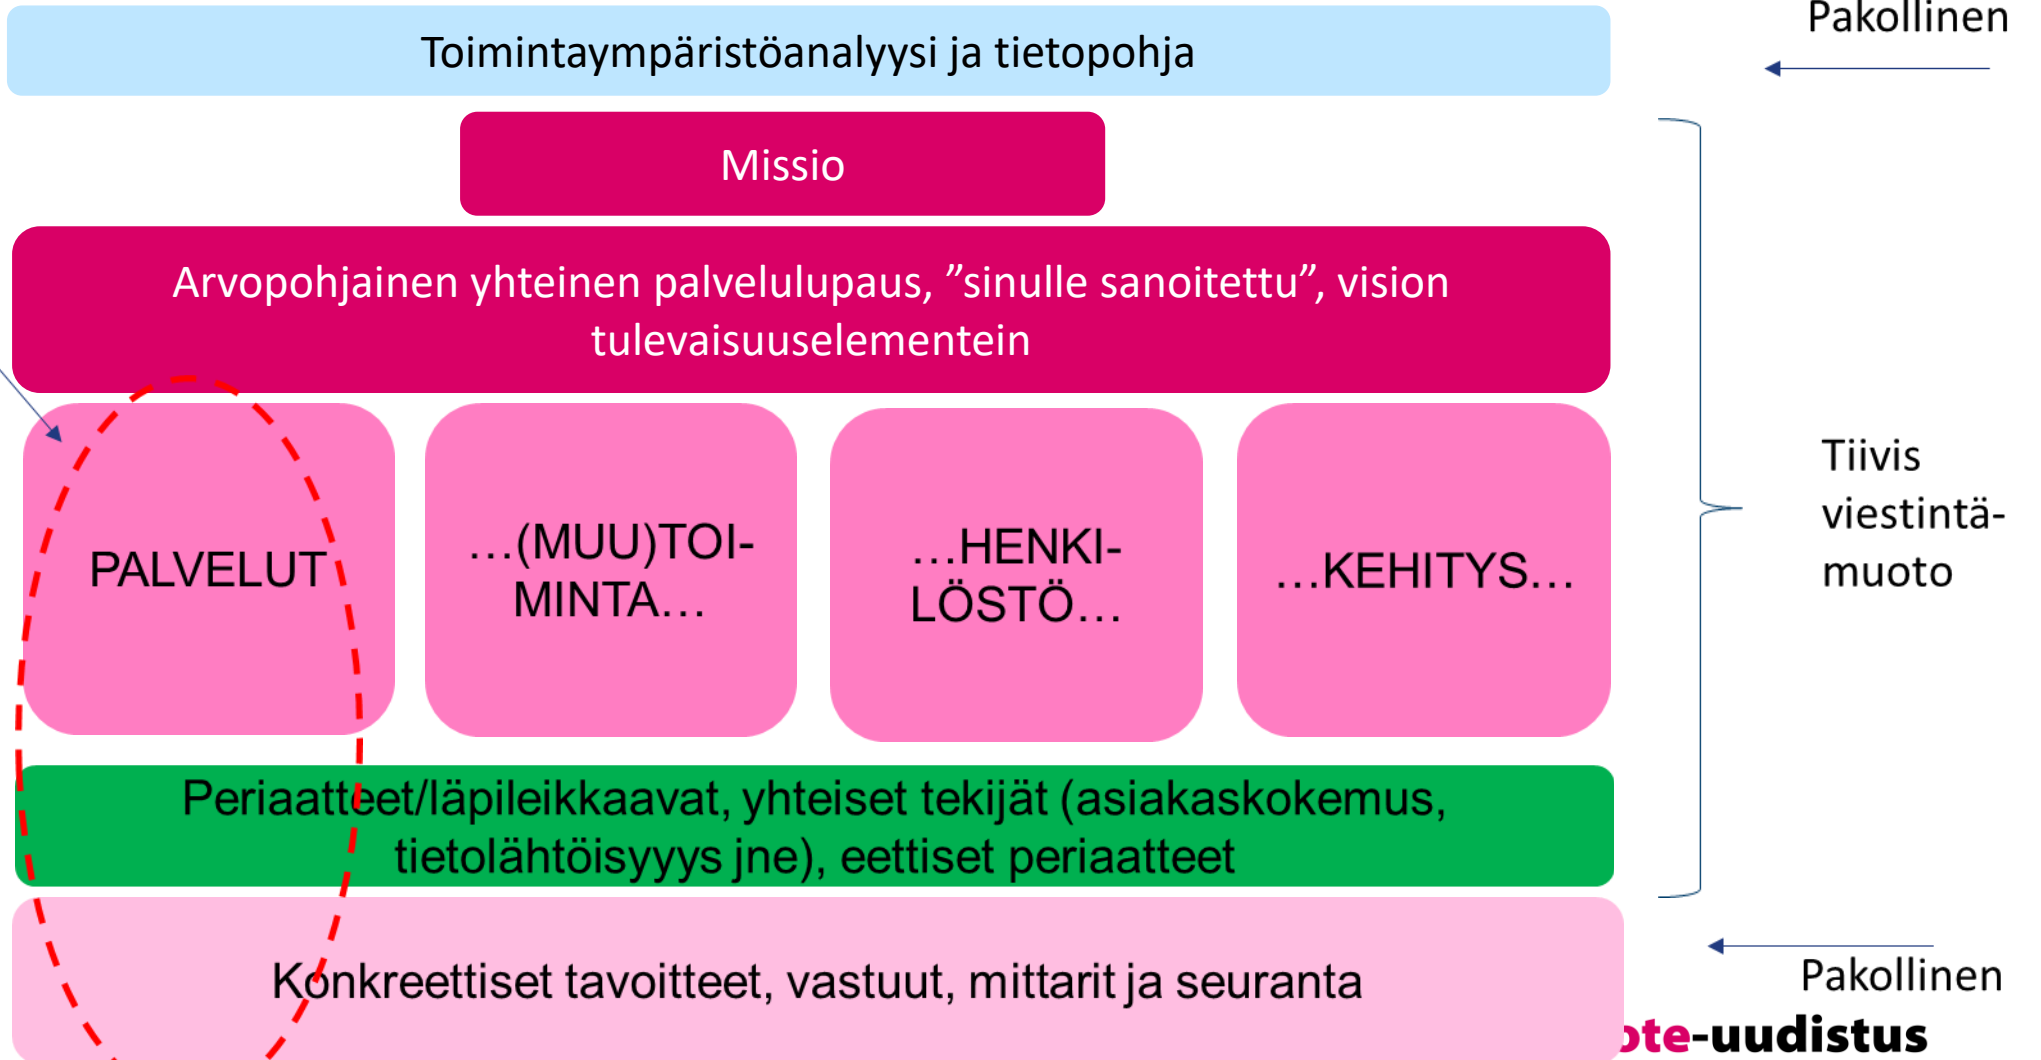 Pakollinen
Toimintaympäristöanalyysi ja tietopohja
Missio
Arvopohjainen yhteinen palvelulupaus, ”sinulle sanoitettu”, vision
tulevaisuuselementein
PALVELUT
…(MUU)TOI-
MINTA…
…HENKI-
LÖSTÖ…
…KEHITYS…
Tiivis
viestintä-
muoto
Periaatteet/läpileikkaavat, yhteiset tekijät (asiakaskokemus,
tietolähtöisyyys jne), eettiset periaatteet
Konkreettiset tavoitteet, vastuut, mittarit ja seuranta
Pakollinen
ote-uudistus